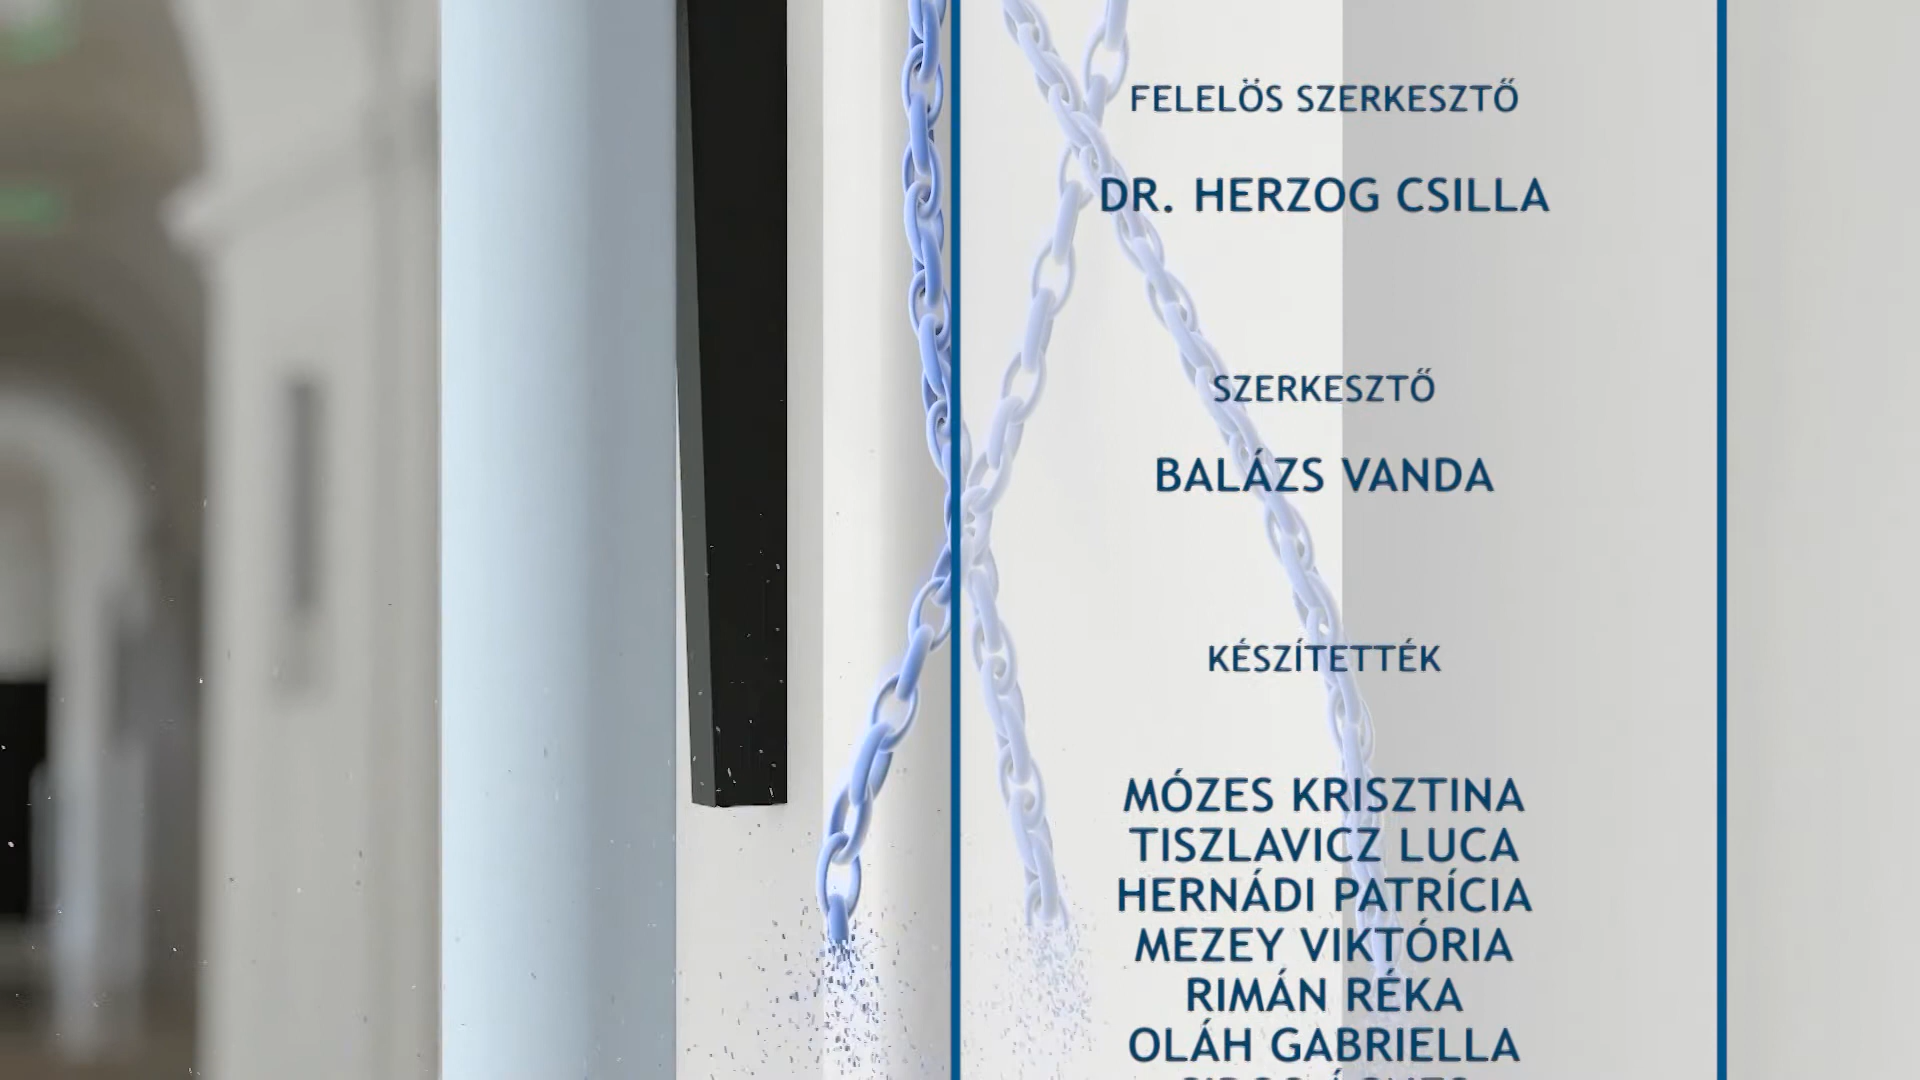 FELELÖS SZERKESZTŐ
DR. HERZOG CSILLA
SZERKESZTŐ
BALÁZS VANDA
KÉSZÍTETTÉK
MÓZES KRISZTINA
TISZLAVICZ LUCA
HERNÁDI PATRÍCIA
MEZEY VIKTÓRIA
RIMÁN RÉKA
OLÁH GABRIELLA